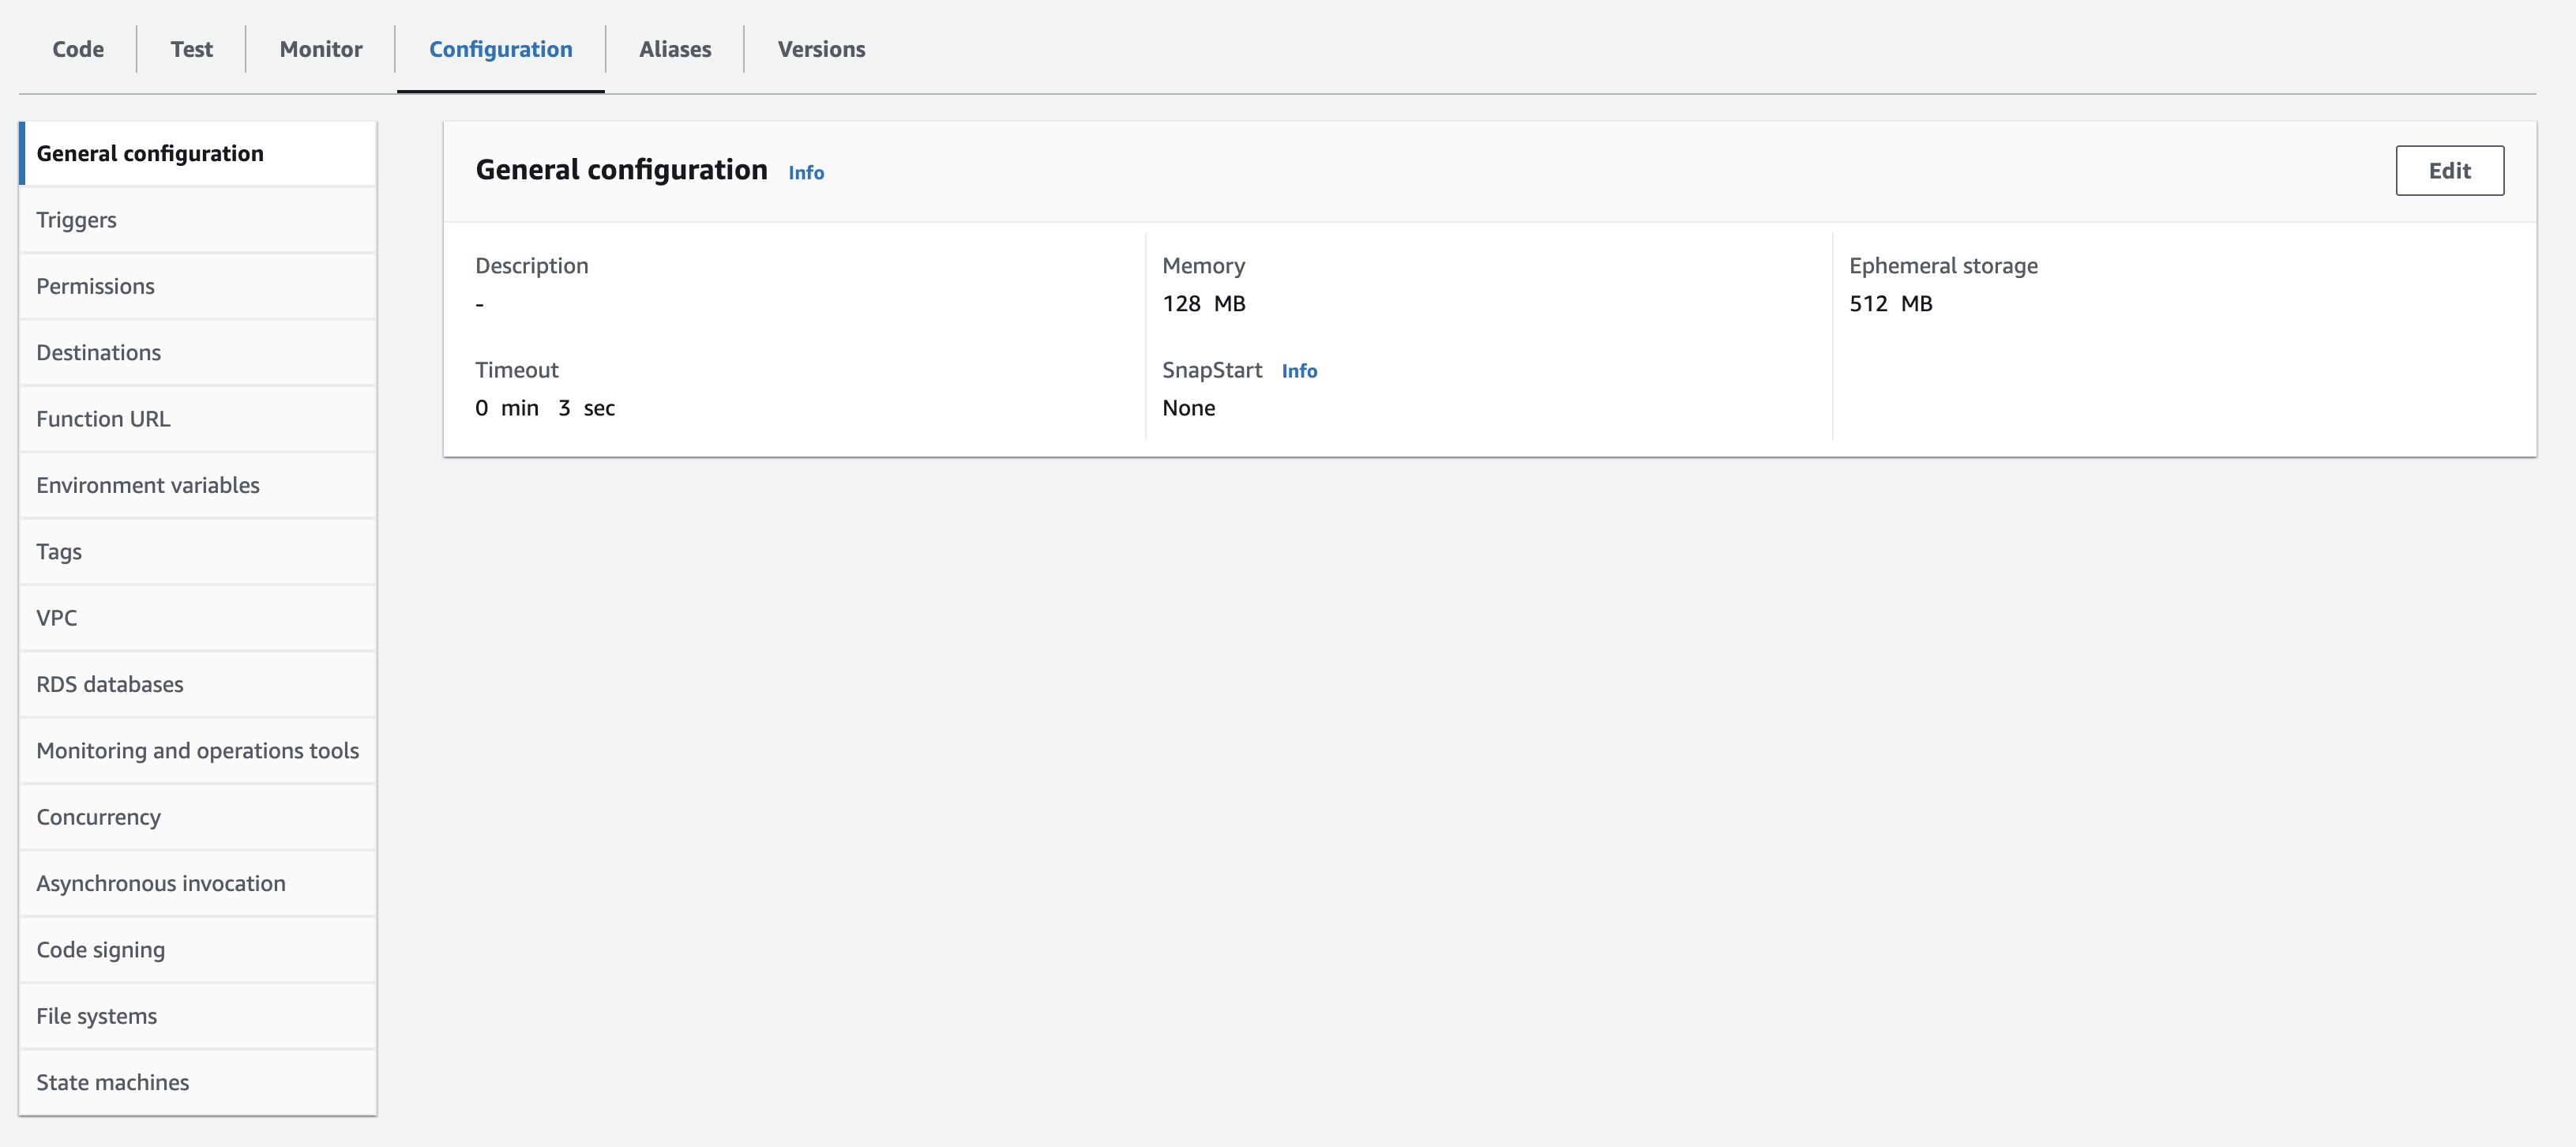 Code Test Monitor Configuration Aliases Versions
General configuration
Triggers
Permissions
Destinations
Function URL
Environment variables
Tags
VPC
RDS databases
Monitoring and operations tools
Concurrency
Asynchronous invocation
Code signing
File systems
State machines
General configuration Info
Edit
Description
-
Memory
128 MB
Ephemeral storage
512 MB
Timeout
0 min 3 sec
SnapStart Info
None